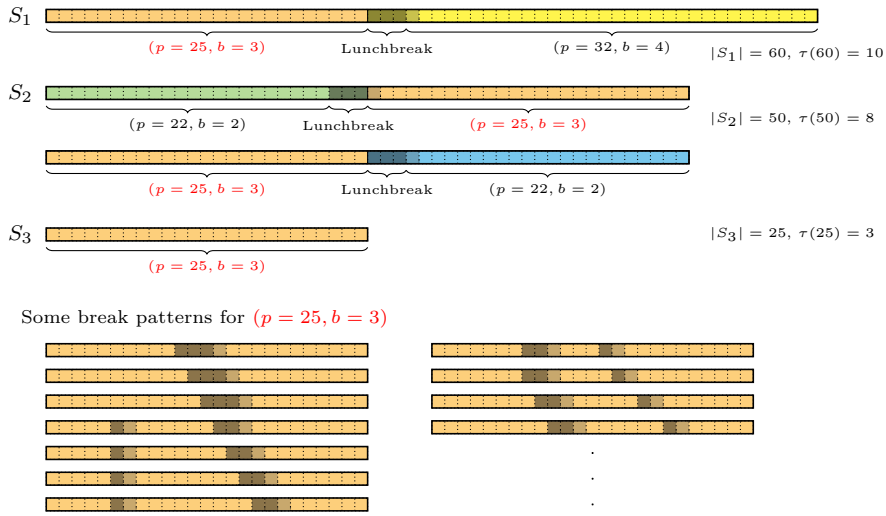 S₁
(p = 25, b = 3) Lunchbreak (p = 32, b = 4)
|S₁| = 60, τ(60) = 10
S₂
(p = 22, b = 2) Lunchbreak (p = 25, b = 3)
|S₂| = 50, τ(50) = 8
(p = 25, b = 3) Lunchbreak (p = 22, b = 2)
S₃
|S₃| = 25, τ(25) = 3
(p = 25, b = 3)
Some break patterns for (p = 25, b = 3)
.
.
.